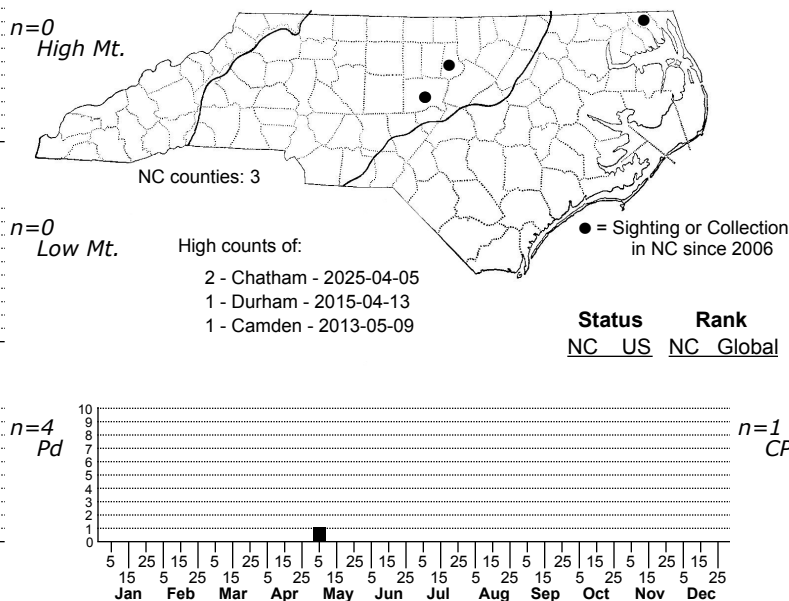 n=0
High Mt.
NC counties: 3
n=0
Low Mt.
High counts of:
2 - Chatham - 2025-04-05
1 - Durham - 2015-04-13
1 - Camden - 2013-05-09
● = Sighting or Collection
in NC since 2006
Status Rank
NC US NC Global
n=4
Pd
10
9
8
7
6
5
4
3
2
1
0
n=1
CP
5 15 25 5 15 25 5 15 25 5 15 25 5 15 25 5 15 25
15 5 25 15 5 25 15 5 25 15 5 25 15 5 25 15 5 25
Jan Feb Mar Apr May Jun Jul Aug Sep Oct Nov Dec